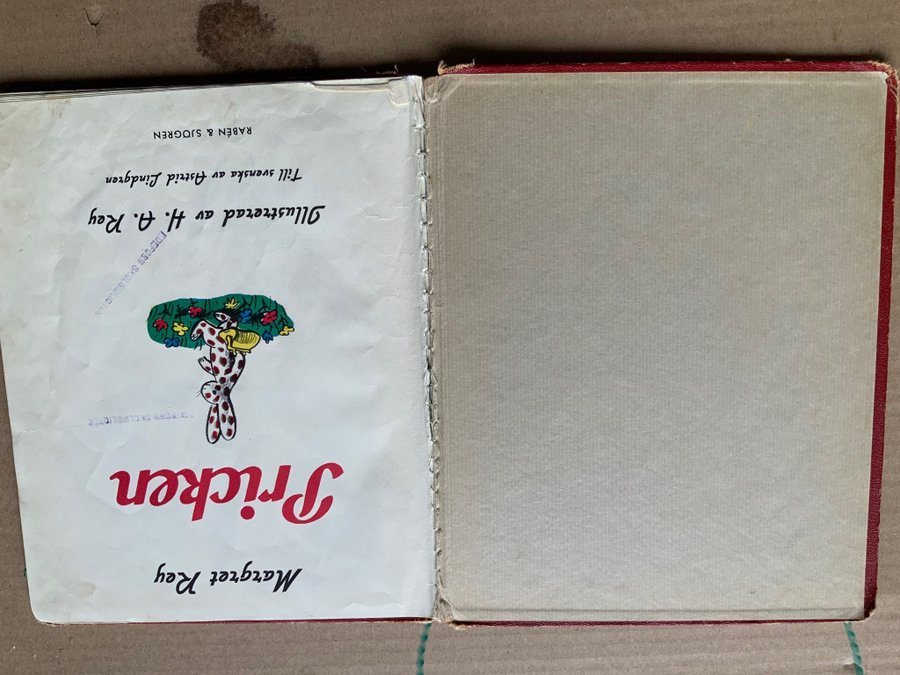 Margret Rey
Pricken
Illustrerad av H. A. Rey
Till svenska av Astrid Lindgren
RABÉN & SJÖGREN